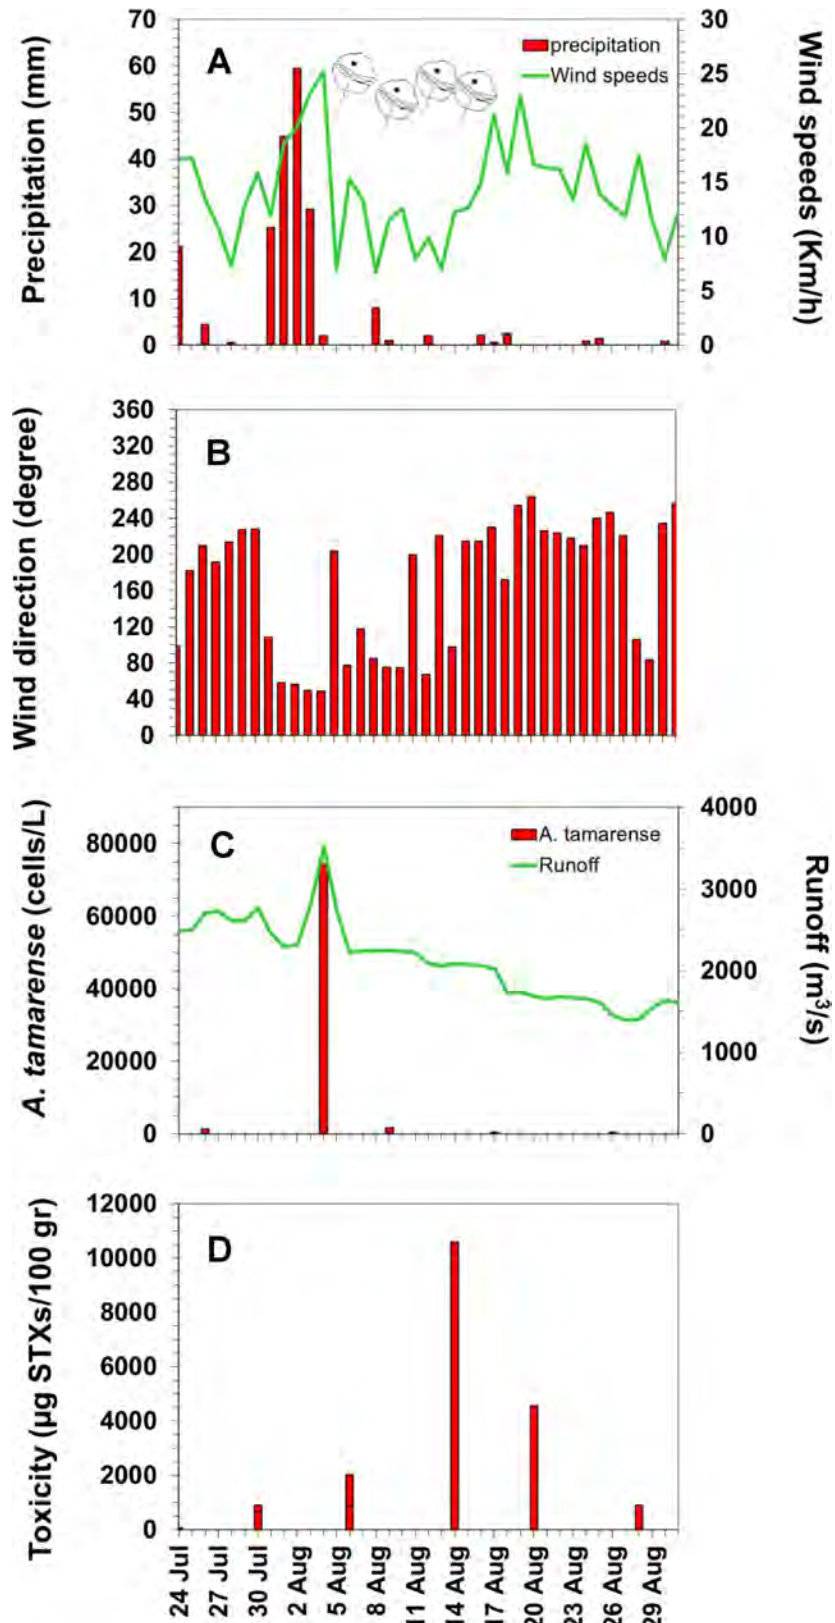 Precipitation (mm)
70
60
50
40
30
20
10
0
A
precipitation
Wind speeds
30
25
20
15
10
5
0
Wind speeds (Km/h)
Wind direction (degree)
360
320
280
240
200
160
120
80
40
0
B
A. tamarense (cells/L)
80000
60000
40000
20000
0
C
A. tamarense
Runoff
4000
3000
2000
1000
0
Runoff (m³/s)
Toxicity (µg STXs/100 gr)
12000
10000
8000
6000
4000
2000
0
D
24 Jul
27 Jul
30 Jul
2 Aug
5 Aug
8 Aug
11 Aug
14 Aug
17 Aug
20 Aug
23 Aug
26 Aug
29 Aug